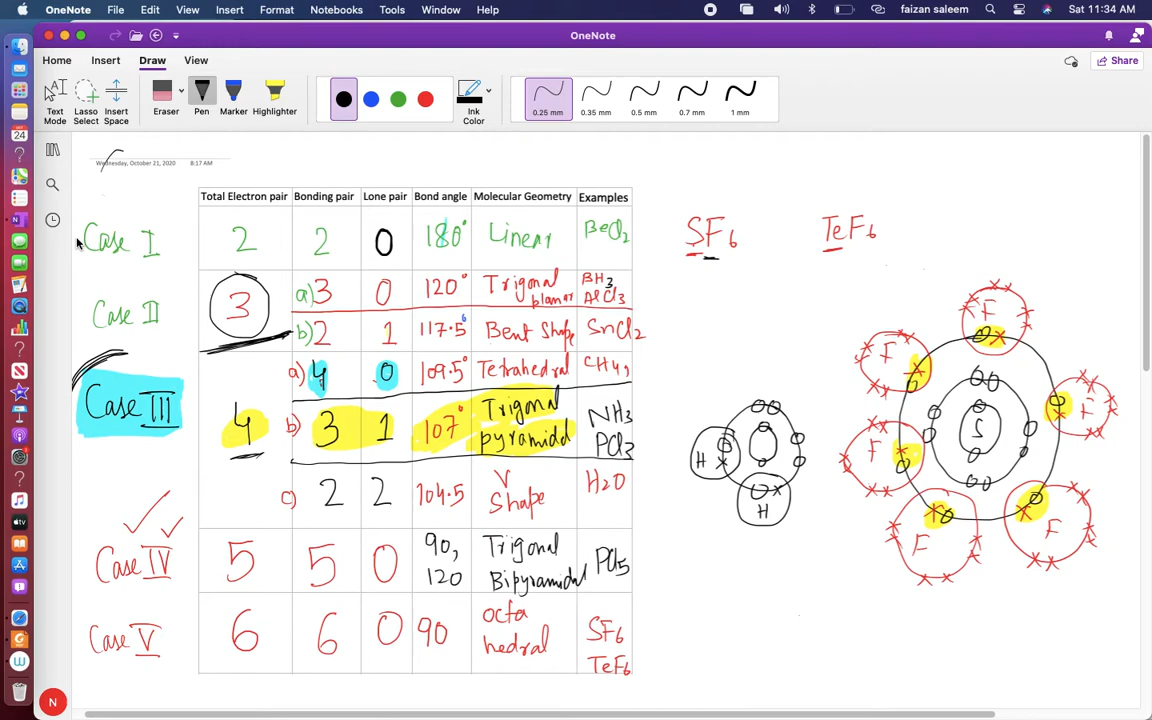 OneNote File Edit View Insert Format Notebooks Tools Window Help faizan saleem Sat 11:34 AM
OneNote
Home Insert Draw View Share
Text Mode Lasso Select Insert Space Eraser Pen Marker Highlighter Ink Color 0.25 mm 0.35 mm 0.5 mm 0.7 mm 1 mm
Wednesday, October 21, 2020 8:17 AM
Total Electron pair Bonding pair Lone pair Bond angle Molecular Geometry Examples
Case I 2 2 0 180° Linear BeCl2
Case II 3 a) 3 0 120° Trigonal planar BH3 AlCl3
b) 2 1 117.5° Bent Shape SnCl2
Case III 4 a) 4 0 109.5° Tetrahedral CH4,
b) 3 1 107° Trigonal pyramidd NH3 PCl3
c) 2 2 104.5 V Shape H2O
Case IV 5 5 0 90, 120 Trigonal Bipyramidal PCl5
Case V 6 6 0 90 octa hedral SF6 TeF6
SF6 TeF6
F
F
F
S
F
H
H
F
F
N